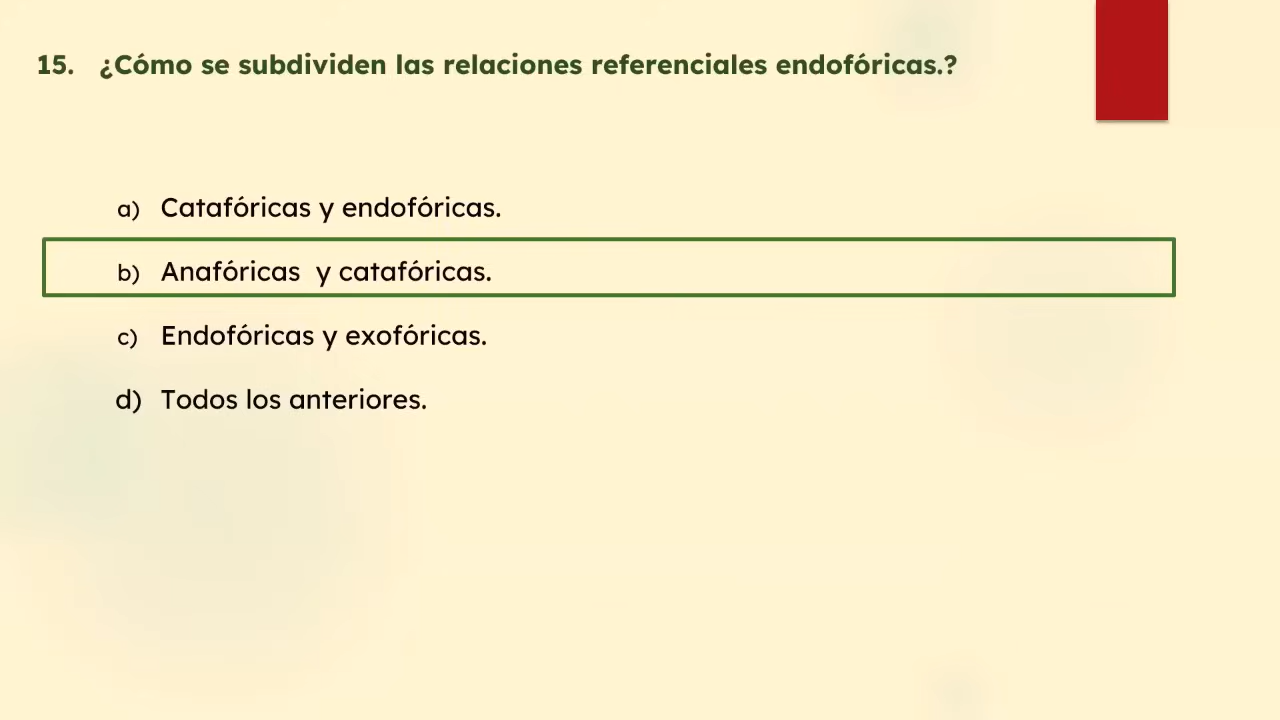 15. ¿Cómo se subdividen las relaciones referenciales endofóricas.?
a) Catafóricas y endofóricas.
b) Anafóricas y catafóricas.
c) Endofóricas y exofóricas.
d) Todos los anteriores.